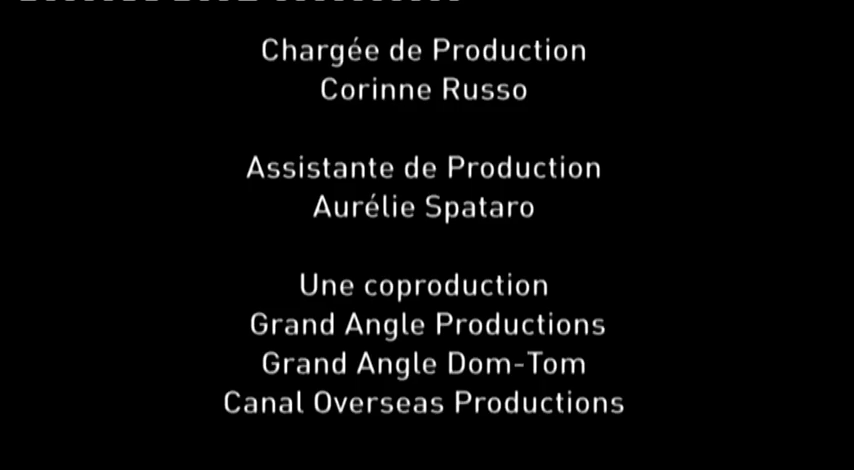 Chargée de Production
Corinne Russo
Assistante de Production
Aurélie Spataro
Une coproduction
Grand Angle Productions
Grand Angle Dom-Tom
Canal Overseas Productions